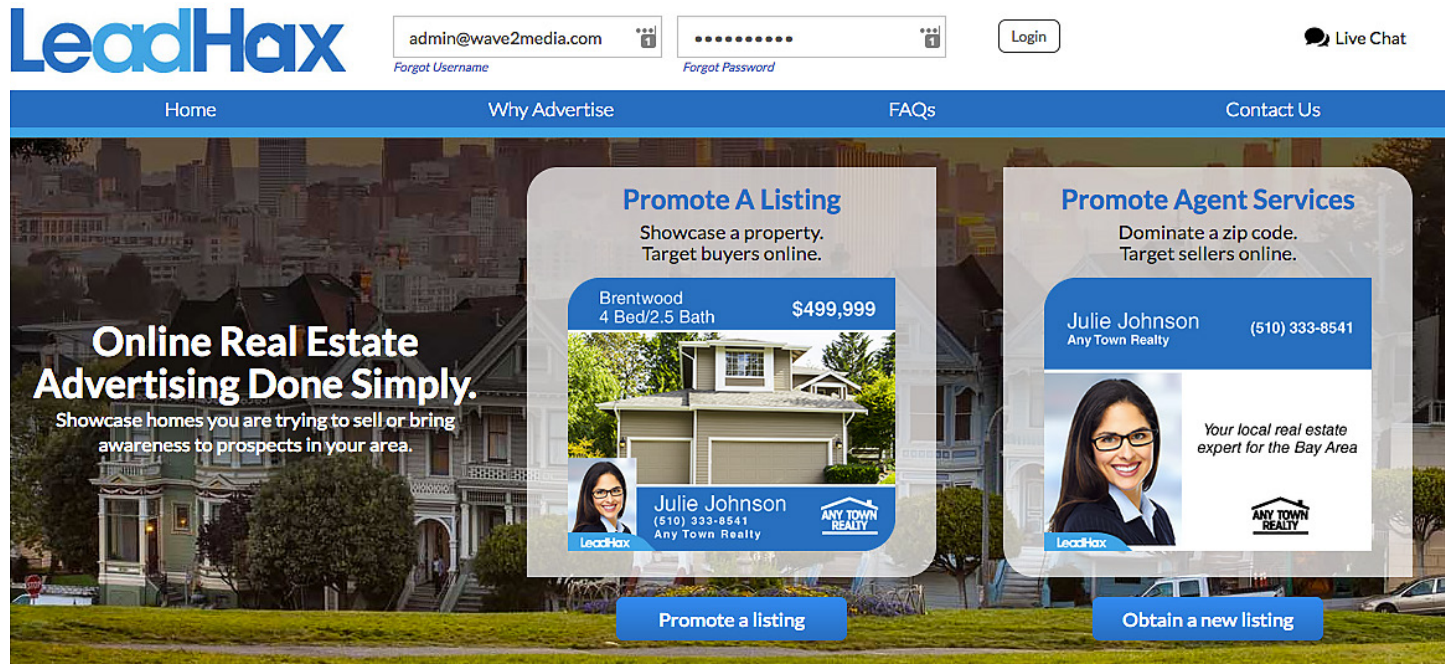 LeadHax
admin@wave2media.com
••••••••••
Login
Live Chat
Forgot Username
Forgot Password
Home
Why Advertise
FAQs
Contact Us
Online Real Estate
Advertising Done Simply.
Showcase homes you are trying to sell or bring
awareness to prospects in your area.
Promote A Listing
Showcase a property.
Target buyers online.
Brentwood
4 Bed/2.5 Bath
$499,999
Julie Johnson
(510) 333-8541
Any Town Realty
ANY TOWN
REALTY
LeadHax
Promote a listing
Promote Agent Services
Dominate a zip code.
Target sellers online.
Julie Johnson
Any Town Realty
(510) 333-8541
Your local real estate
expert for the Bay Area
ANY TOWN
REALTY
LeadHax
Obtain a new listing
STOP
1
1